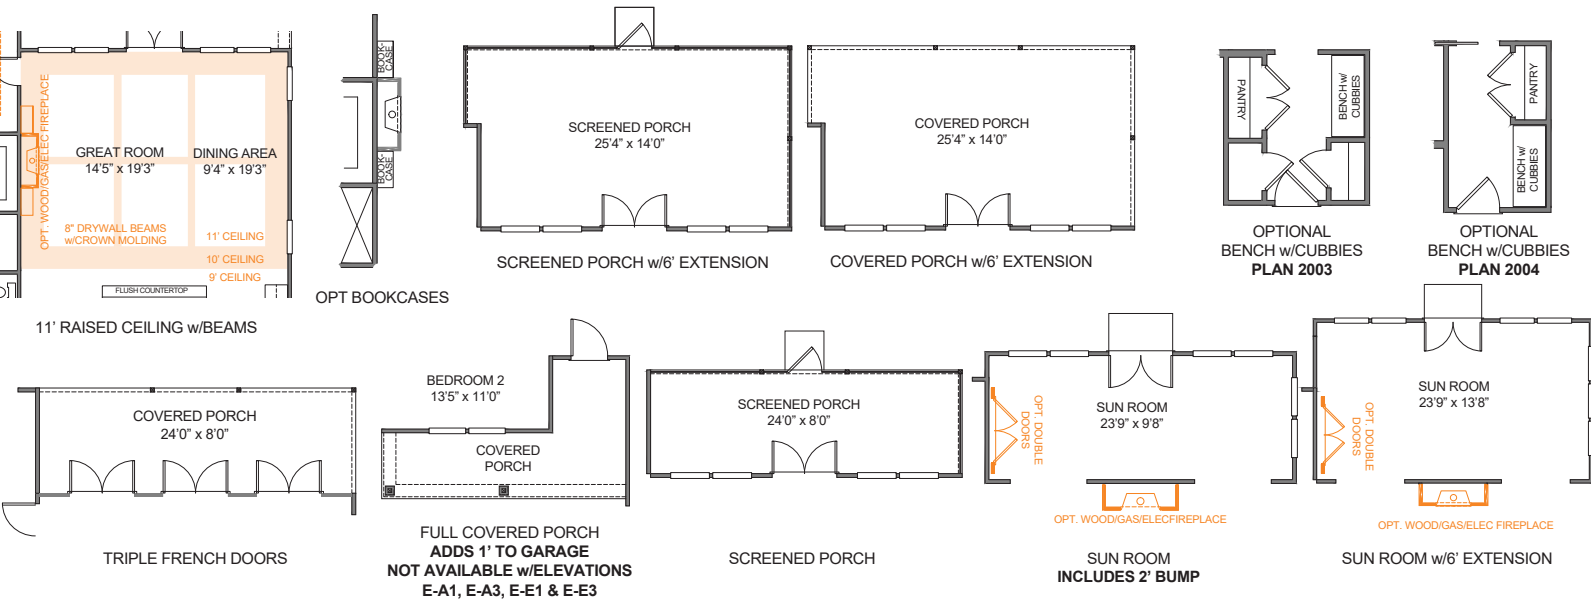 OPT. WOOD/GAS/ELEC FIREPLACE
GREAT ROOM
14'5" x 19'3"
DINING AREA
9'4" x 19'3"
8" DRYWALL BEAMS
w/CROWN MOLDING
11' CEILING
10' CEILING
9' CEILING
FLUSH COUNTERTOP
11' RAISED CEILING w/BEAMS
BOOK-
CASE
BOOK-
CASE
OPT BOOKCASES
SCREENED PORCH
25'4" x 14'0"
SCREENED PORCH w/6' EXTENSION
COVERED PORCH
25'4" x 14'0"
COVERED PORCH w/6' EXTENSION
PANTRY
BENCH w/
CUBBIES
OPTIONAL
BENCH w/CUBBIES
PLAN 2003
PANTRY
BENCH w/
CUBBIES
OPTIONAL
BENCH w/CUBBIES
PLAN 2004
COVERED PORCH
24'0" x 8'0"
TRIPLE FRENCH DOORS
BEDROOM 2
13'5" x 11'0"
COVERED
PORCH
FULL COVERED PORCH
ADDS 1' TO GARAGE
NOT AVAILABLE w/ELEVATIONS
E-A1, E-A3, E-E1 & E-E3
SCREENED PORCH
24'0" x 8'0"
SCREENED PORCH
OPT. DOUBLE
DOORS
SUN ROOM
23'9" x 9'8"
OPT. WOOD/GAS/ELECFIREPLACE
SUN ROOM
INCLUDES 2' BUMP
OPT. DOUBLE
DOORS
SUN ROOM
23'9" x 13'8"
OPT. WOOD/GAS/ELEC FIREPLACE
SUN ROOM w/6' EXTENSION